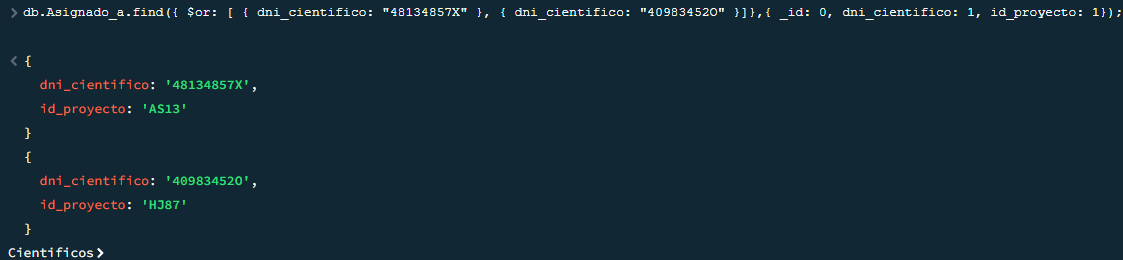 > db.Asignado_a.find({ $or: [ { dni_cientifico: "48134857X" }, { dni_cientifico: "40983452O" }]},{ _id: 0, dni_cientifico: 1, id_proyecto: 1});
< {
dni_cientifico: '48134857X',
id_proyecto: 'AS13'
}
{
dni_cientifico: '40983452O',
id_proyecto: 'HJ87'
}
Cientificos>